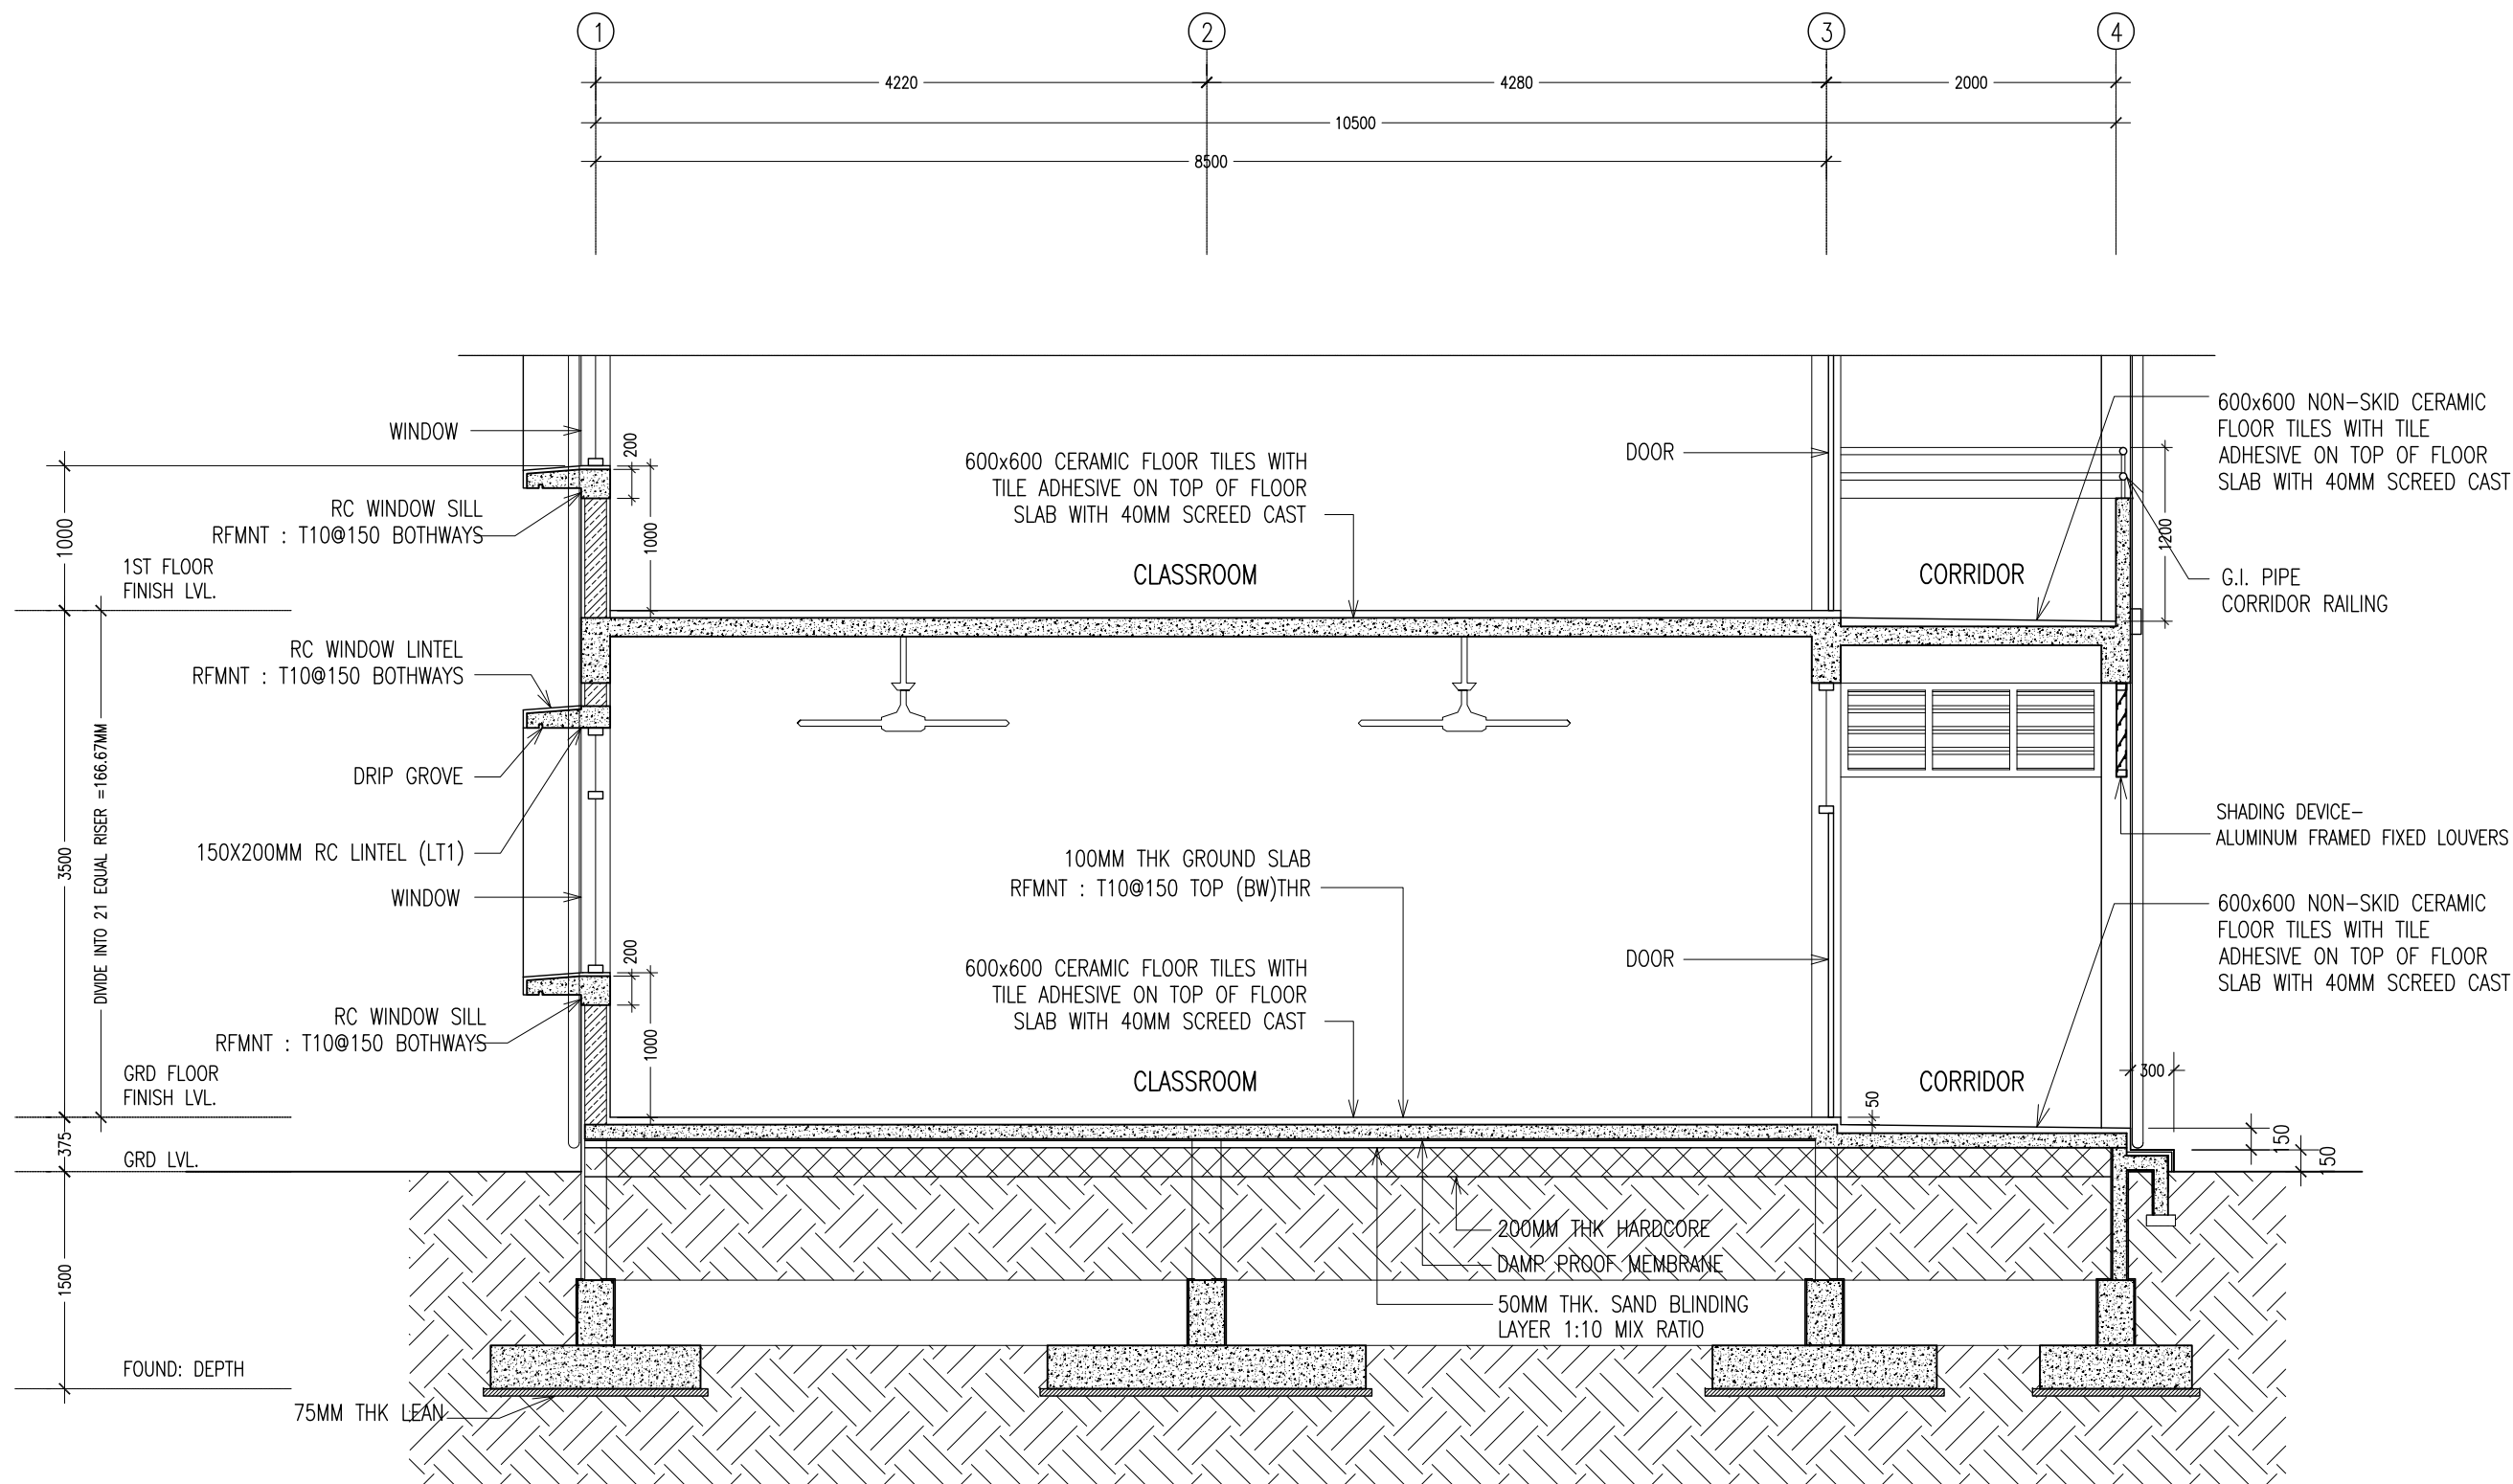 1
2
3
4
4220
4280
2000
10500
8500
WINDOW
200
RC WINDOW SILL
RFMNT : T10@150 BOTHWAYS
1000
1000
1ST FLOOR
FINISH LVL.
600x600 CERAMIC FLOOR TILES WITH
TILE ADHESIVE ON TOP OF FLOOR
SLAB WITH 40MM SCREED CAST
CLASSROOM
DOOR
CORRIDOR
600x600 NON-SKID CERAMIC
FLOOR TILES WITH TILE
ADHESIVE ON TOP OF FLOOR
SLAB WITH 40MM SCREED CAST
1200
G.I. PIPE
CORRIDOR RAILING
RC WINDOW LINTEL
RFMNT : T10@150 BOTHWAYS
DRIP GROVE
150X200MM RC LINTEL (LT1)
WINDOW
3500
DIVIDE INTO 21 EQUAL RISER =166.67MM
200
RC WINDOW SILL
RFMNT : T10@150 BOTHWAYS
1000
GRD FLOOR
FINISH LVL.
100MM THK GROUND SLAB
RFMNT : T10@150 TOP (BW)THR
600x600 CERAMIC FLOOR TILES WITH
TILE ADHESIVE ON TOP OF FLOOR
SLAB WITH 40MM SCREED CAST
CLASSROOM
DOOR
CORRIDOR
SHADING DEVICE-
ALUMINUM FRAMED FIXED LOUVERS
600x600 NON-SKID CERAMIC
FLOOR TILES WITH TILE
ADHESIVE ON TOP OF FLOOR
SLAB WITH 40MM SCREED CAST
300
50
150
150
375
GRD LVL.
1500
200MM THK HARDCORE
DAMP PROOF MEMBRANE
50MM THK. SAND BLINDING
LAYER 1:10 MIX RATIO
FOUND: DEPTH
75MM THK LEAN